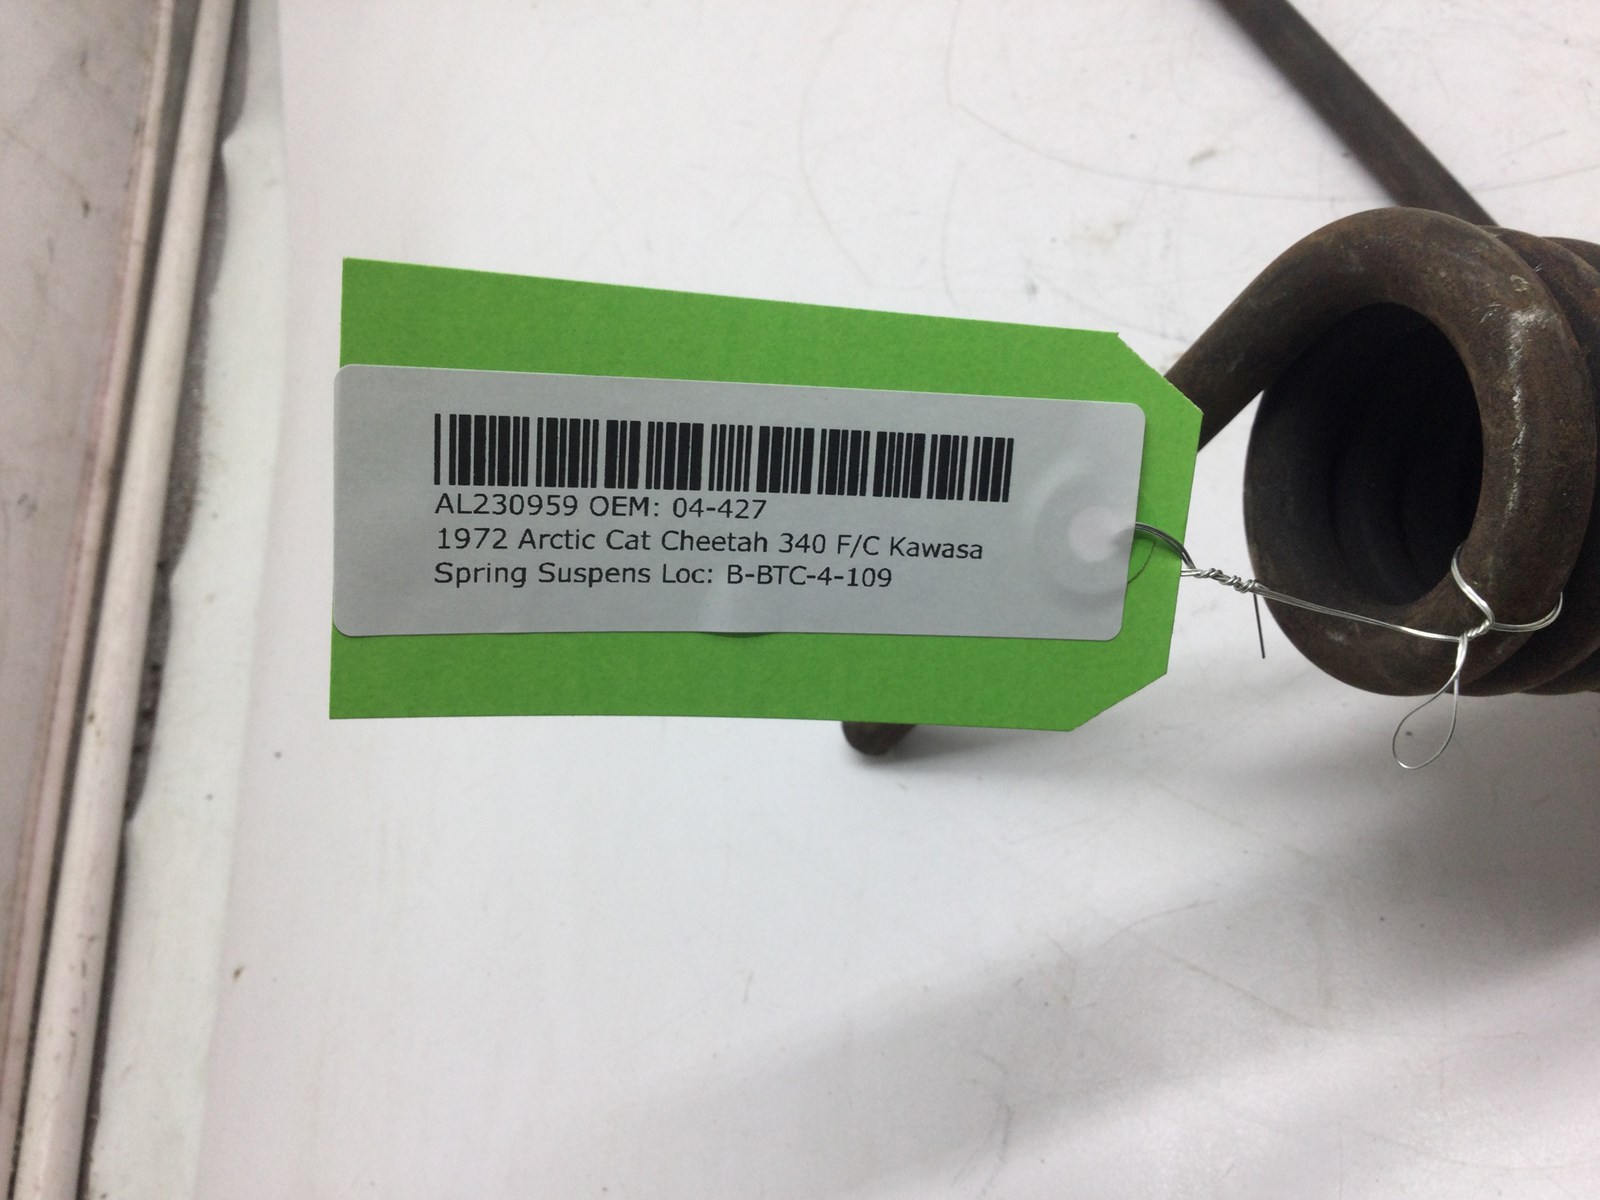 AL230959 OEM: 04-427
1972 Arctic Cat Cheetah 340 F/C Kawasa
Spring Suspens Loc: B-BTC-4-109